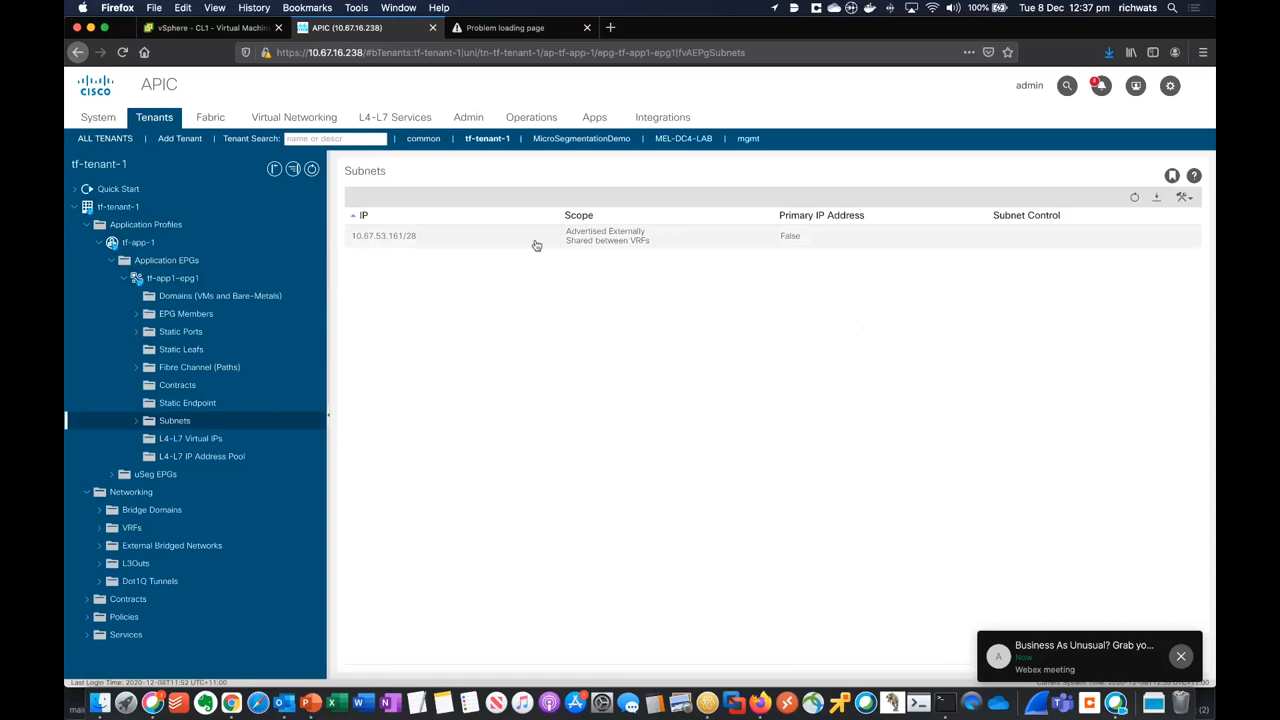 Firefox File Edit View History Bookmarks Tools Window Help
100%
Tue 8 Dec 12:37 pm richwats
vSphere - CL1 - Virtual Machin
APIC (10.67.16.238)
Problem loading page
https://10.67.16.238/#bTenants:tf-tenant-1|uni/tn-tf-tenant-1/ap-tf-app-1/epg-tf-app1-epg1|fvAEPgSubnets
CISCO
APIC
admin
4
System Tenants Fabric Virtual Networking L4-L7 Services Admin Operations Apps Integrations
ALL TENANTS | Add Tenant | Tenant Search: name or descr | common | tf-tenant-1 | MicroSegmentationDemo | MEL-DC4-LAB | mgmt
tf-tenant-1
Quick Start
tf-tenant-1
Application Profiles
tf-app-1
Application EPGs
tf-app1-epg1
Domains (VMs and Bare-Metals)
EPG Members
Static Ports
Static Leafs
Fibre Channel (Paths)
Contracts
Static Endpoint
Subnets
L4-L7 Virtual IPs
L4-L7 IP Address Pool
uSeg EPGs
Networking
Bridge Domains
VRFs
External Bridged Networks
L3Outs
Dot1Q Tunnels
Contracts
Policies
Services
Subnets
IP Scope Primary IP Address Subnet Control
10.67.53.161/28
Advertised Externally
Shared between VRFs
False
A
Business As Unusual? Grab yo...
Now
Webex meeting
Last Login Time: 2020-12-08T11:52 UTC+11:00
main
(2)